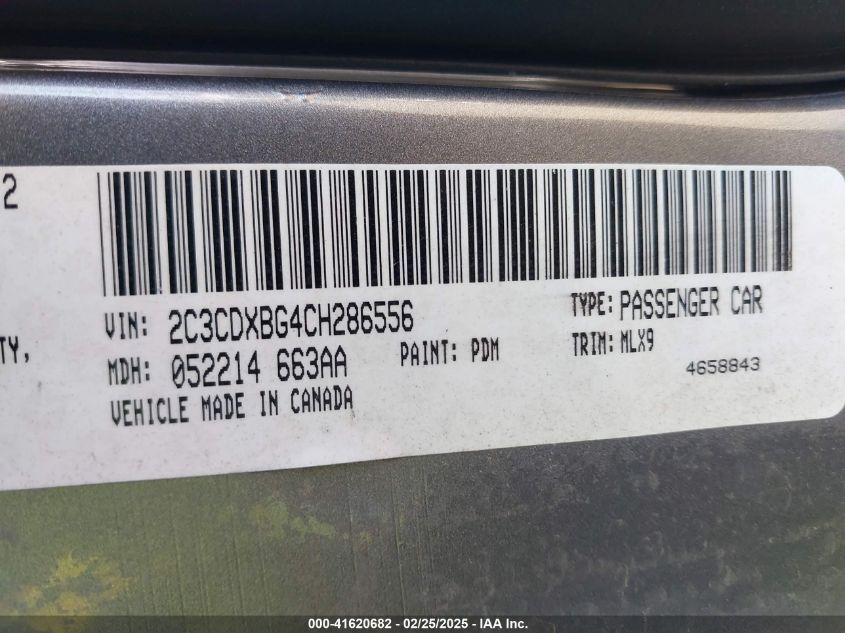 2
VIN: 2C3CDXBG4CH286556 TYPE: PASSENGER CAR
TY,
MDH: 052214 663AA PAINT: PDM TRIM: MLX9
4658843
VEHICLE MADE IN CANADA
000-41620682 - 02/25/2025 - IAA Inc.